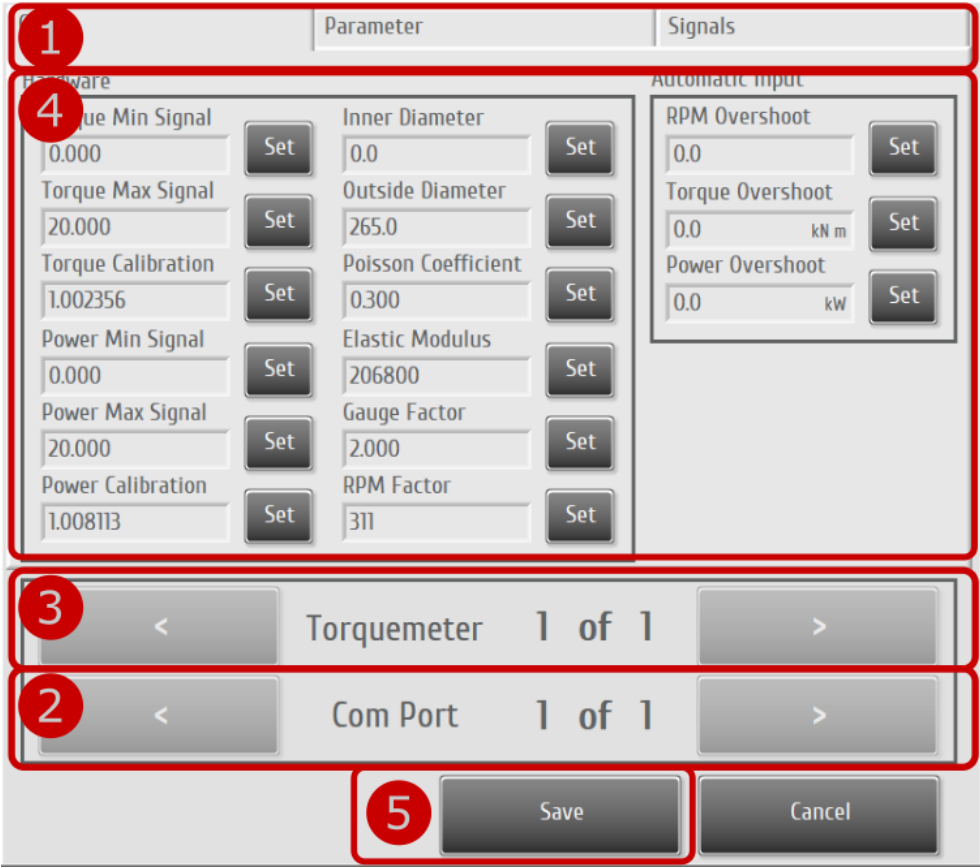 1 Parameter Signals
Hardware Automatic Input
4 que Min Signal Inner Diameter RPM Overshoot
0.000 Set 0.0 Set 0.0 Set
Torque Max Signal Outside Diameter Torque Overshoot
20.000 Set 265.0 Set 0.0 kN m Set
Torque Calibration Poisson Coefficient Power Overshoot
1.002356 Set 0.300 Set 0.0 kW Set
Power Min Signal Elastic Modulus
0.000 Set 206800 Set
Power Max Signal Gauge Factor
20.000 Set 2.000 Set
Power Calibration RPM Factor
1.008113 Set 311 Set
3 < Torquemeter 1 of 1 >
2 < Com Port 1 of 1 >
5 Save Cancel